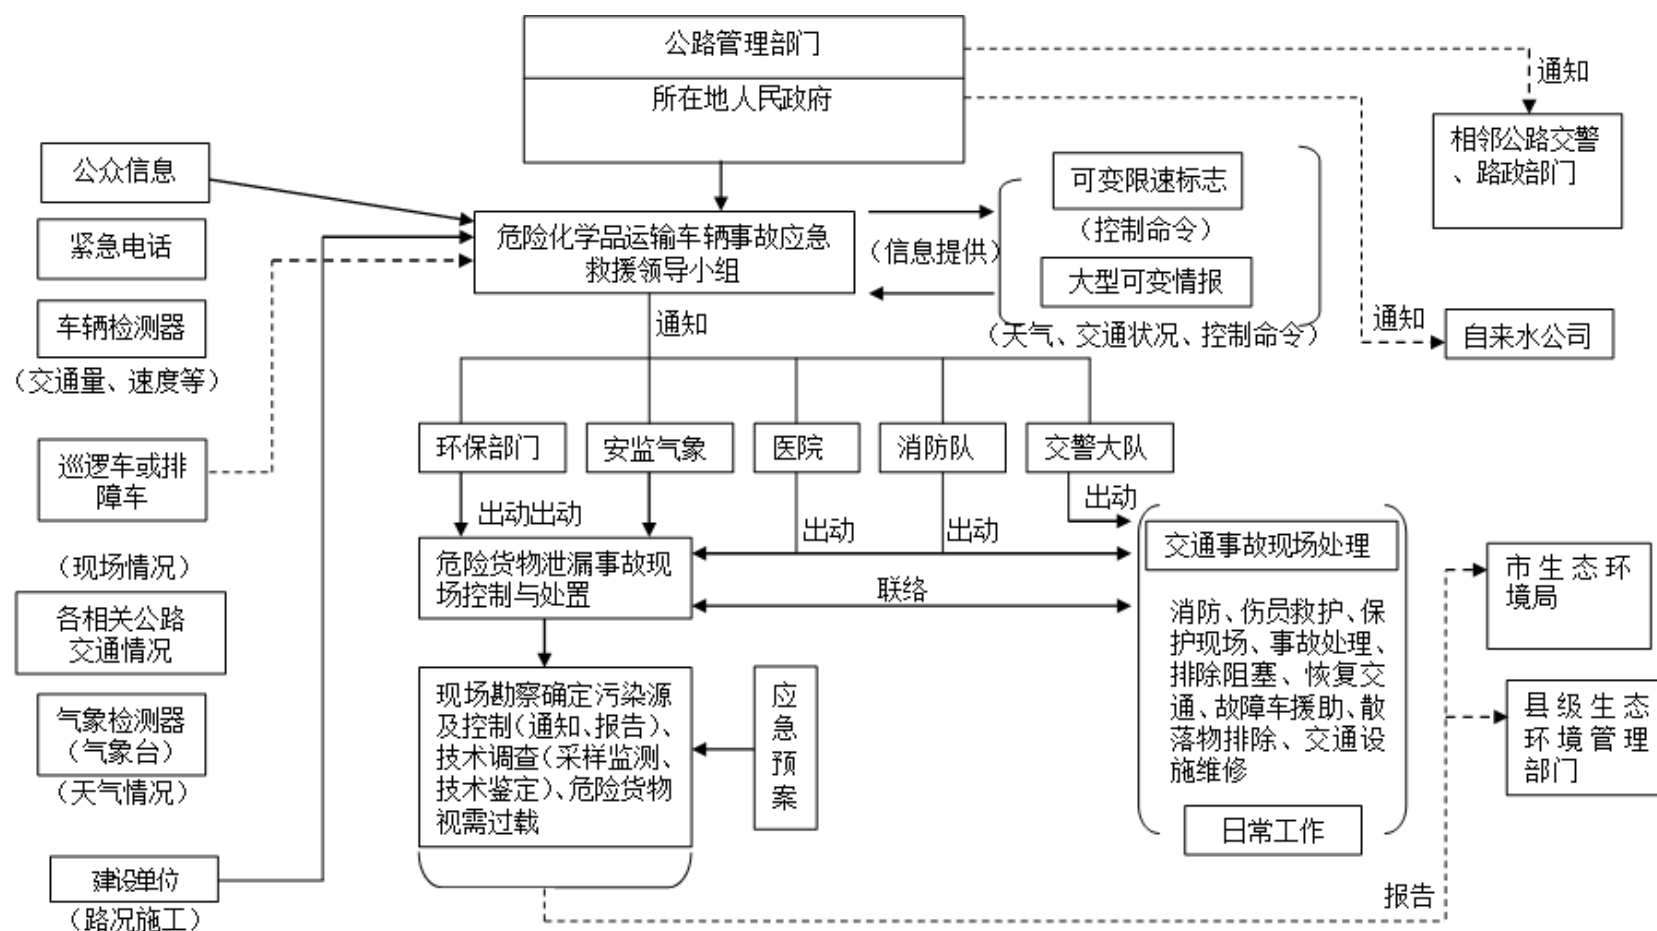 公路管理部门
所在地人民政府
通知
相邻公路交警
、路政部门
公众信息
紧急电话
车辆检测器
（交通量、速度等）
巡逻车或排
障车
（现场情况）
各相关公路
交通情况
气象检测器
（气象台）
（天气情况）
建设单位
（路况施工）
危险化学品运输车辆事故应急
救援领导小组
（信息提供）
可变限速标志
（控制命令）
大型可变情报
（天气、交通状况、控制命令）
通知
自来水公司
通知
环保部门
安监气象
医院
消防队
交警大队
出动出动
出动
出动
出动
危险货物泄漏事故现
场控制与处置
联络
交通事故现场处理
消防、伤员救护、保
护现场、事故处理、
排除阻塞、恢复交
通、故障车援助、散
落物排除、交通设
施维修
日常工作
现场勘察确定污染源
及控制（通知、报告）、
技术调查（采样监测、
技术鉴定）、危险货物
视需过载
应
急
预
案
市生态环
境局
县级生态
环境管理
部门
报告